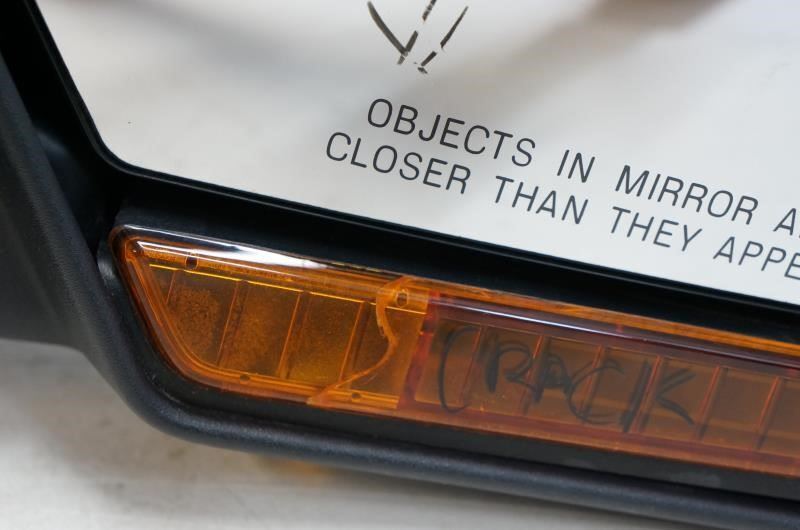 OBJECTS IN MIRROR A
CLOSER THAN THEY APPE
CRACK